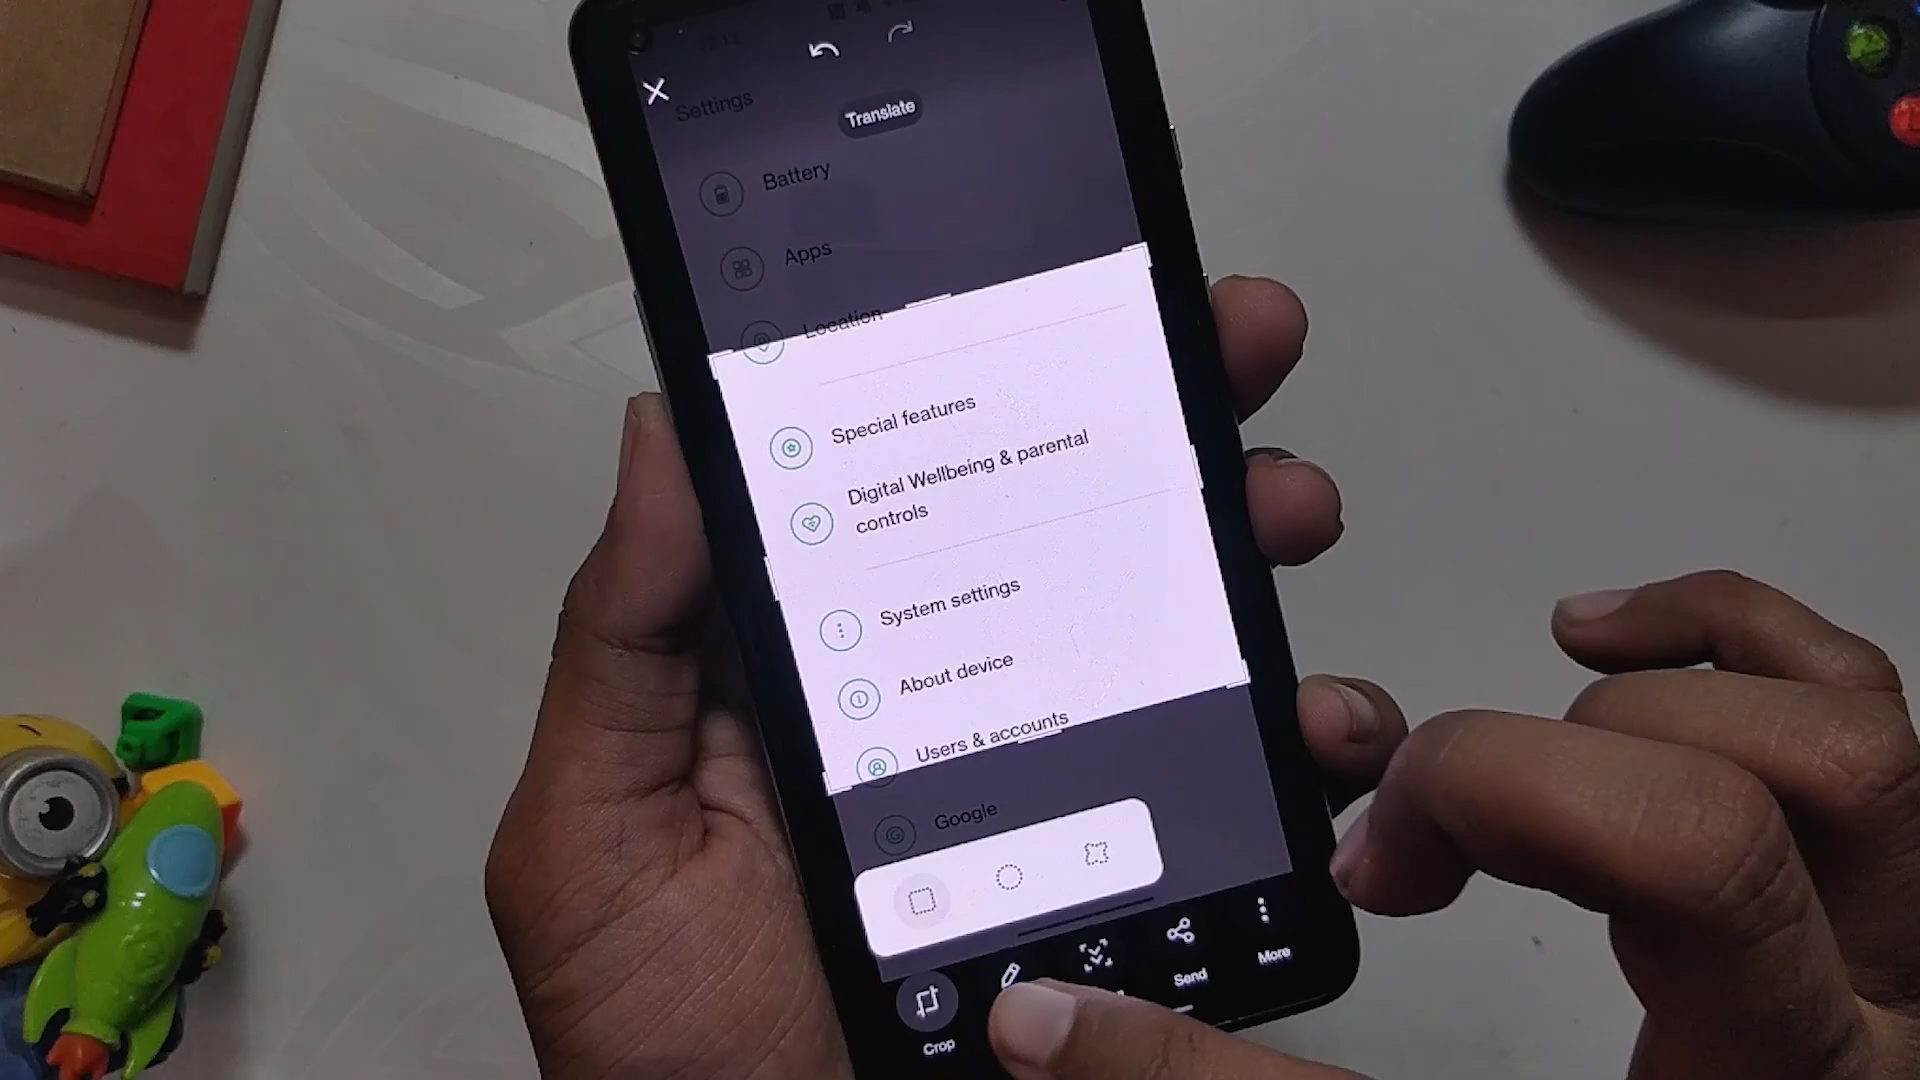 Settings
Translate
Battery
Apps
Location
Special features
Digital Wellbeing & parental
controls
System settings
About device
Users & accounts
Google
Crop
Send
More